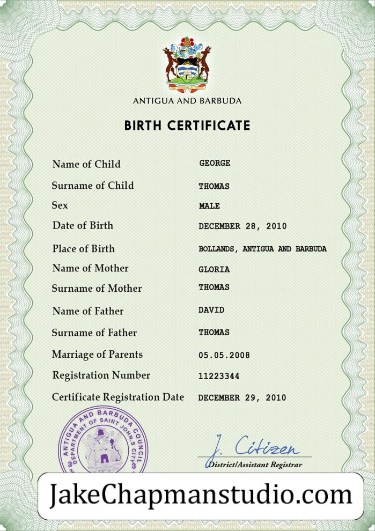 ANTIGUA AND BARBUDA
BIRTH CERTIFICATE
Name of Child GEORGE
Surname of Child THOMAS
Sex MALE
Date of Birth DECEMBER 28, 2010
Place of Birth BOLLANDS, ANTIGUA AND BARBUDA
Name of Mother GLORIA
Surname of Mother THOMAS
Name of Father DAVID
Surname of Father THOMAS
Marriage of Parents 05.05.2008
Registration Number 11223344
Certificate Registration Date DECEMBER 29, 2010
ANTIGUA AND BARBUDA COUNCIL
DEPARTMENT OF SAINT JOHN'S CITY
J. Citizen
District/Assistant Registrar
JakeChapmanstudio.com